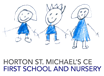 HORTON ST. MICHAEL'S CE
FIRST SCHOOL AND NURSERY